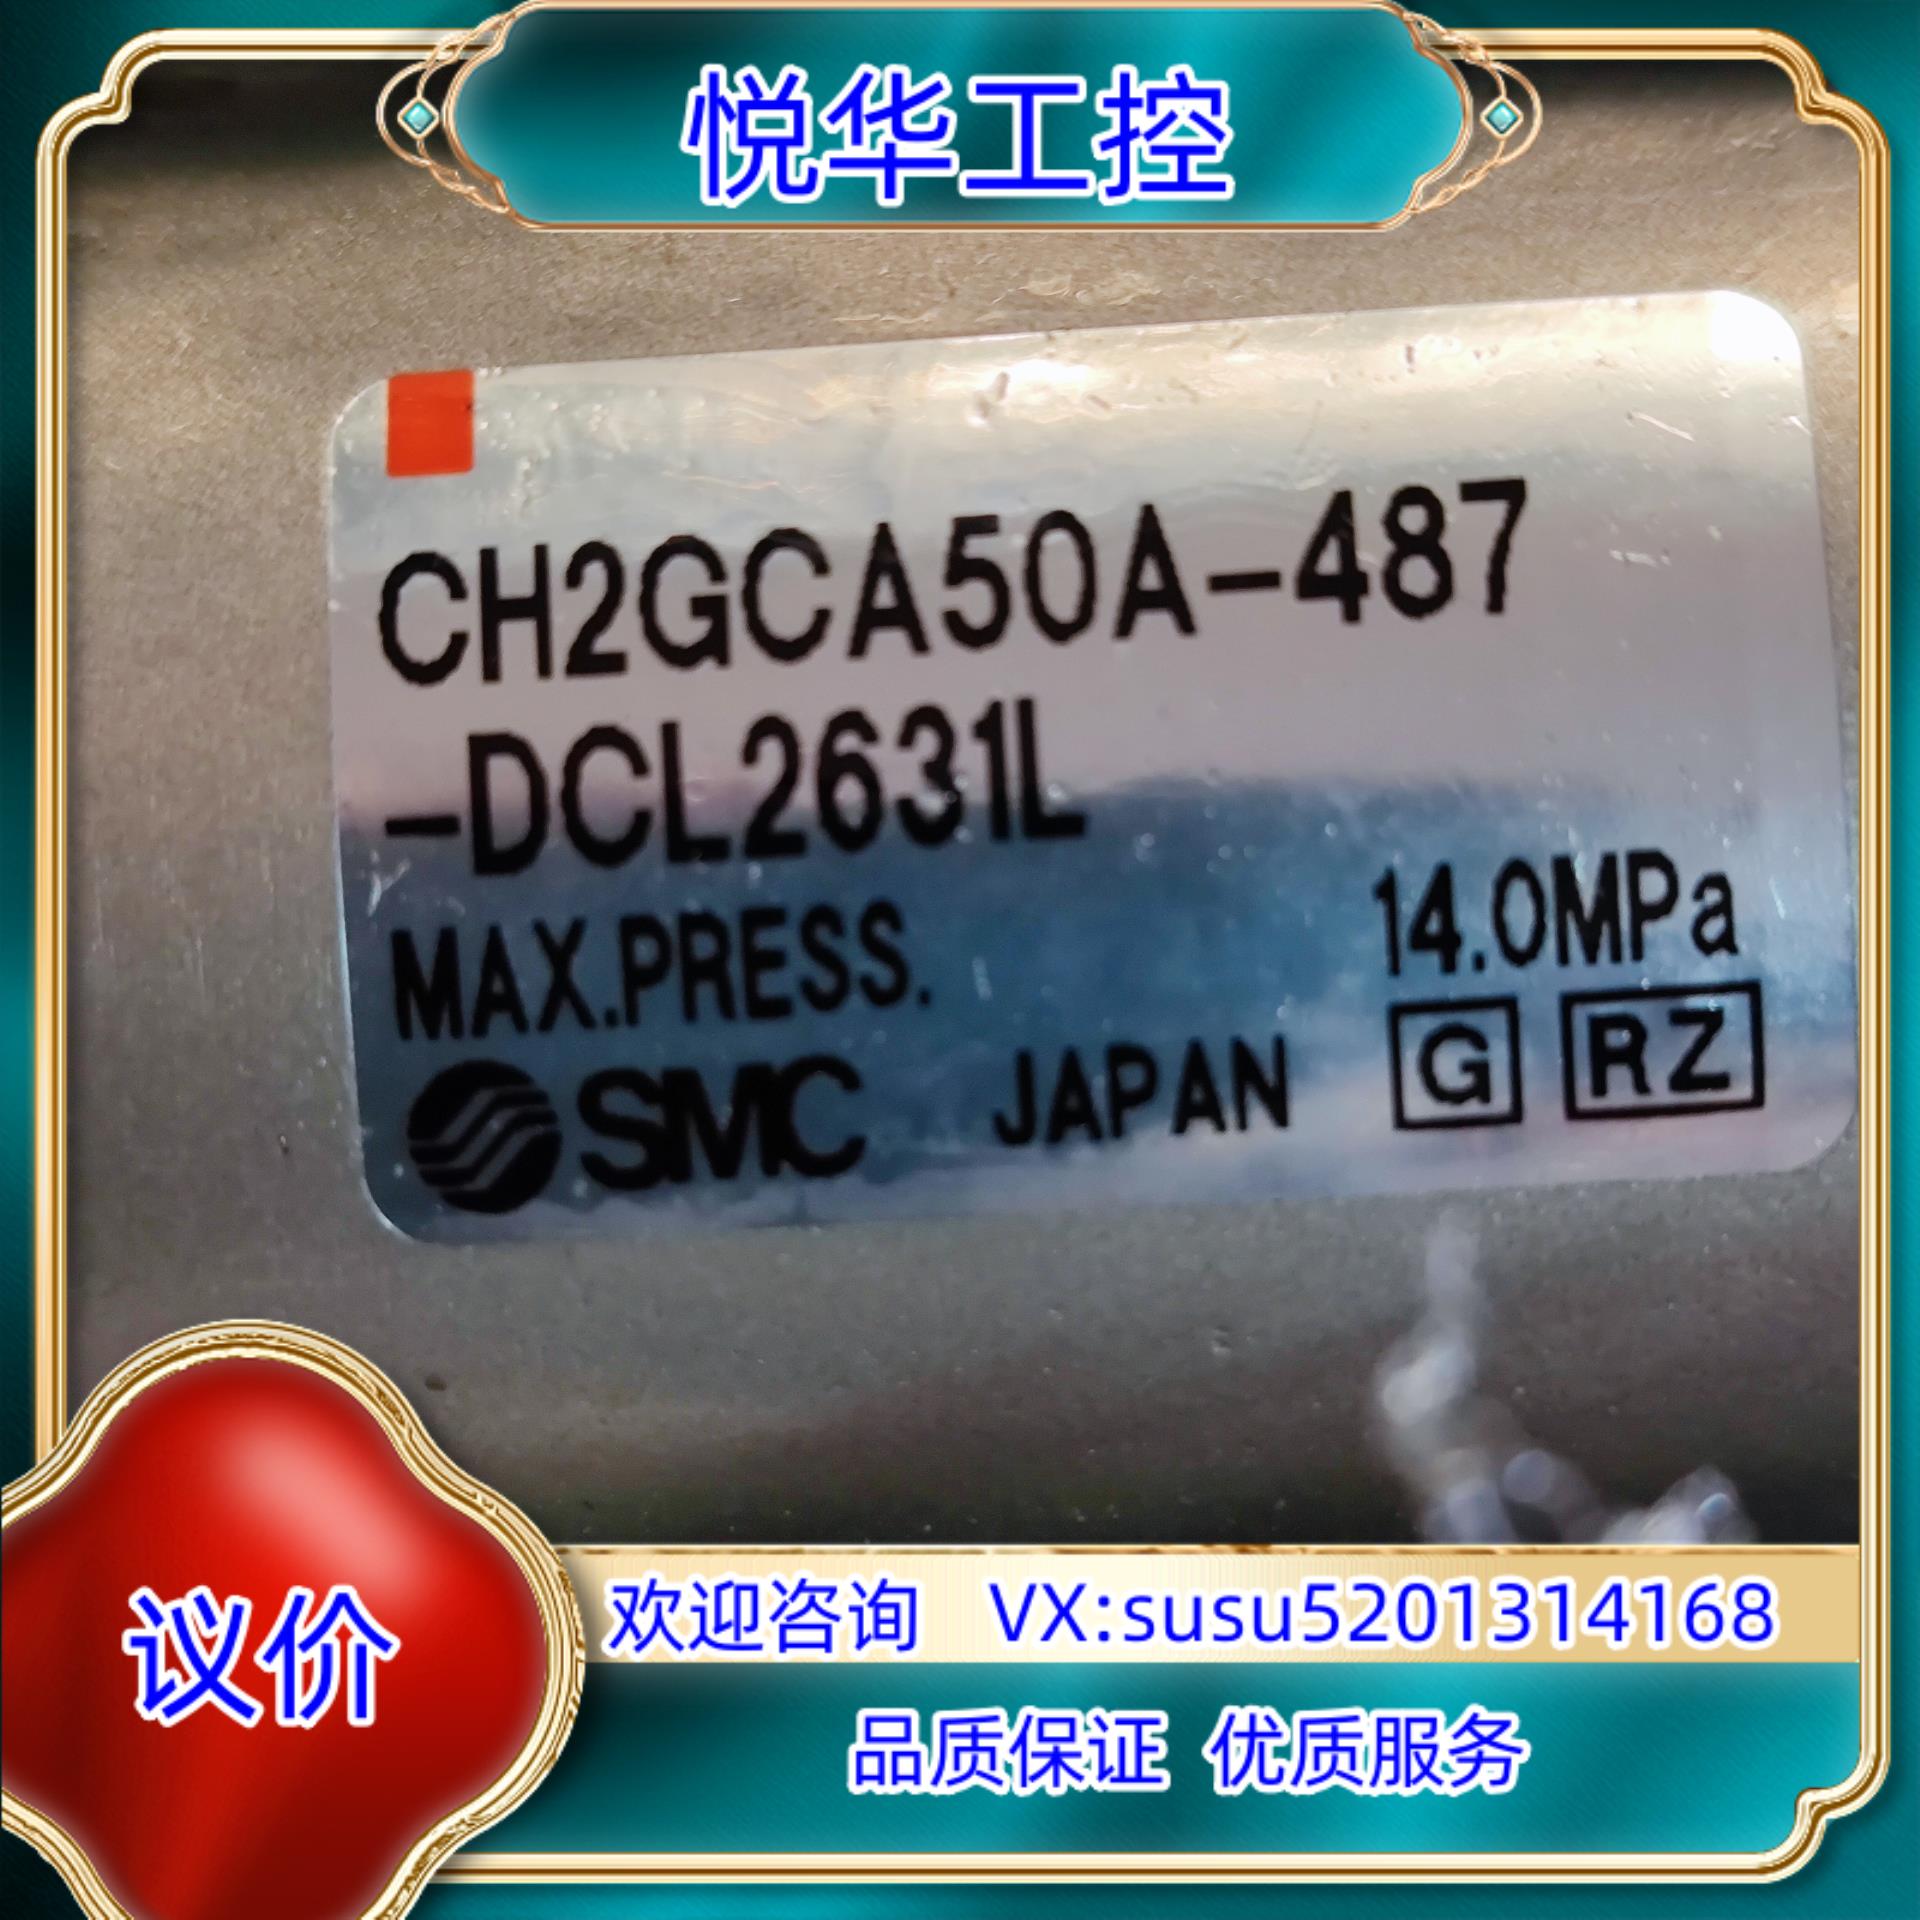 悦华工控
CH2GCA50A-487
-DCL2631L
MAX.PRESS. 14.0MPa
SMC JAPAN G RZ
议价
欢迎咨询 VX:susu5201314168
品质保证 优质服务